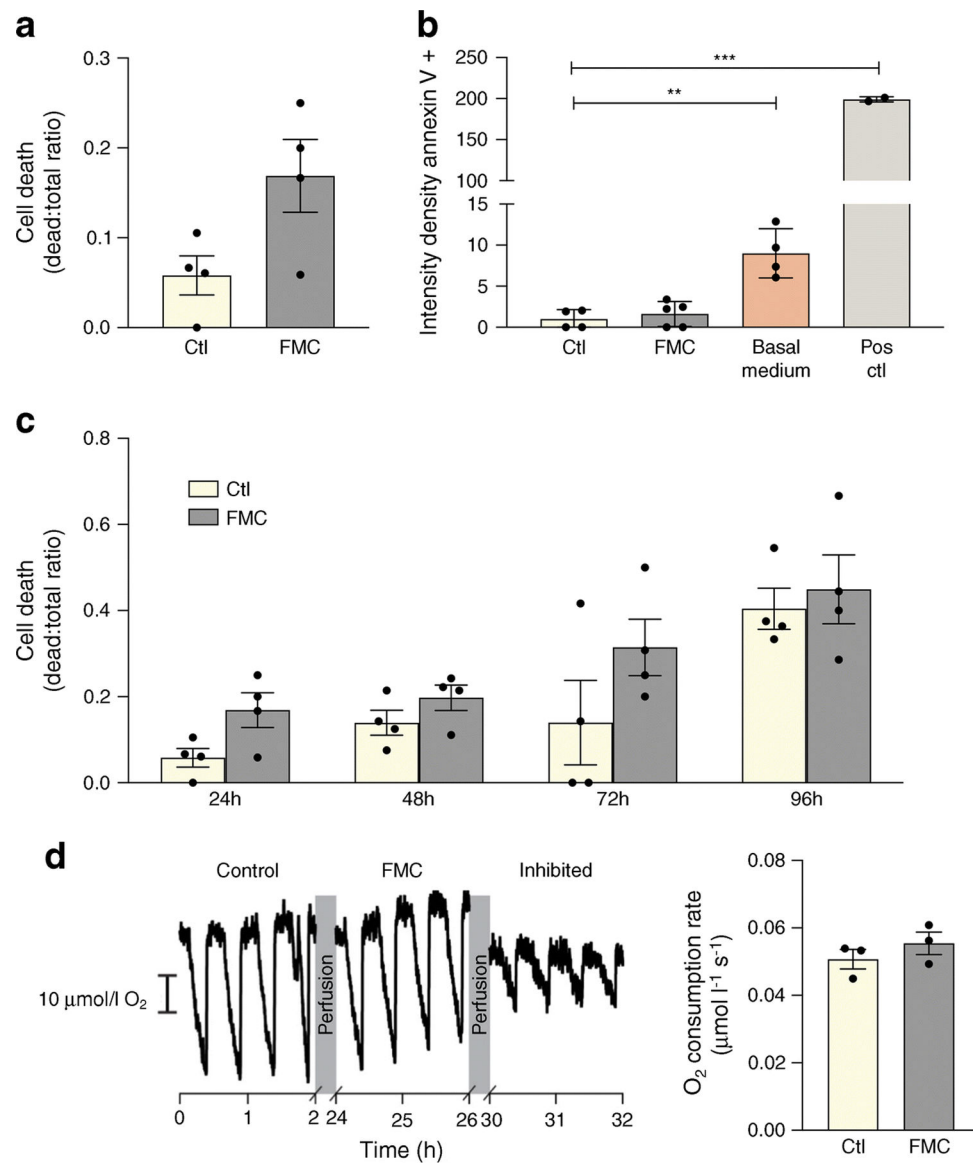 a
Cell death
(dead:total ratio)
0.3
0.2
0.1
0.0
Ctl
FMC
b
Intensity density annexin V +
250
200
150
100
15
10
5
0
***
**
Ctl
FMC
Basal
medium
Pos
ctl
c
Cell death
(dead:total ratio)
0.8
0.6
0.4
0.2
0.0
Ctl
FMC
24h
48h
72h
96h
d
Control
FMC
Inhibited
10 μmol/l O₂
Perfusion
Perfusion
0
1
2
24
25
26
30
31
32
Time (h)
O₂ consumption rate
(μmol l⁻¹ s⁻¹)
0.08
0.06
0.04
0.02
0.00
Ctl
FMC